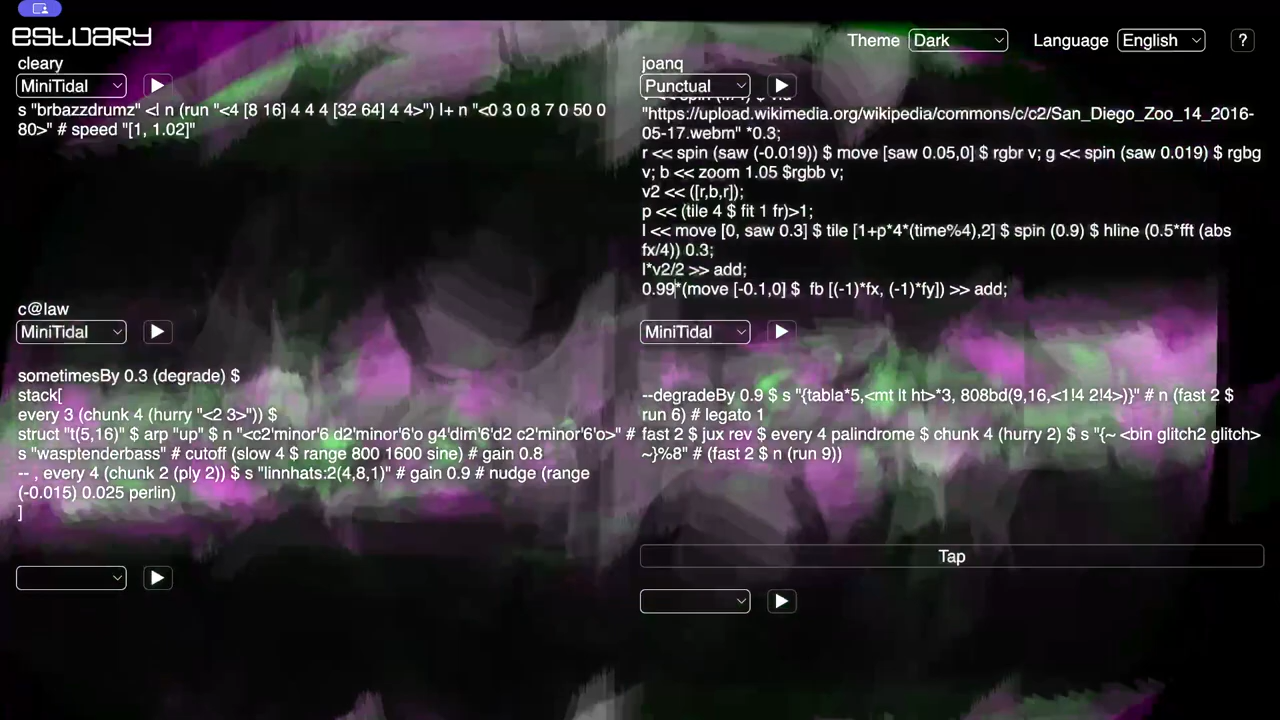 estuary
Theme Dark Language English ?
cleary
MiniTidal
s "brbazzdrumz" <| n (run "<4 [8 16] 4 4 4 [32 64] 4 4>") |+ n "<0 3 0 8 7 0 50 0
80>" # speed "[1, 1.02]"
joanq
Punctual
"https://upload.wikimedia.org/wikipedia/commons/c/c2/San_Diego_Zoo_14_2016-
05-17.webm" *0.3;
r << spin (saw (-0.019)) $ move [saw 0.05,0] $ rgbr v; g << spin (saw 0.019) $ rgbg
v; b << zoom 1.05 $rgbb v;
v2 << ([r,b,r]);
p << (tile 4 $ fit 1 fr)>1;
l << move [0, saw 0.3] $ tile [1+p*4*(time%4),2] $ spin (0.9) $ hline (0.5*fft (abs
fx/4)) 0.3;
l*v2/2 >> add;
0.99*(move [-0.1,0] $  fb [(-1)*fx, (-1)*fy]) >> add;
c@law
MiniTidal
sometimesBy 0.3 (degrade) $
stack[
every 3 (chunk 4 (hurry "<2 3>")) $
struct "t(5,16)" $ arp "up" $ n "<c2'minor'6 d2'minor'6'o g4'dim'6'd2 c2'minor'6'o>" #
s "wasptenderbass" # cutoff (slow 4 $ range 800 1600 sine) # gain 0.8
-- , every 4 (chunk 2 (ply 2)) $ s "linnhats:2(4,8,1)" # gain 0.9 # nudge (range
(-0.015) 0.025 perlin)
]
MiniTidal
--degradeBy 0.9 $ s "{tabla*5,<mt lt ht>*3, 808bd(9,16,<1!4 2!4>)}" # n (fast 2 $
run 6) # legato 1
fast 2 $ jux rev $ every 4 palindrome $ chunk 4 (hurry 2) $ s "{~ <bin glitch2 glitch>
~}%8" # (fast 2 $ n (run 9))
Tap